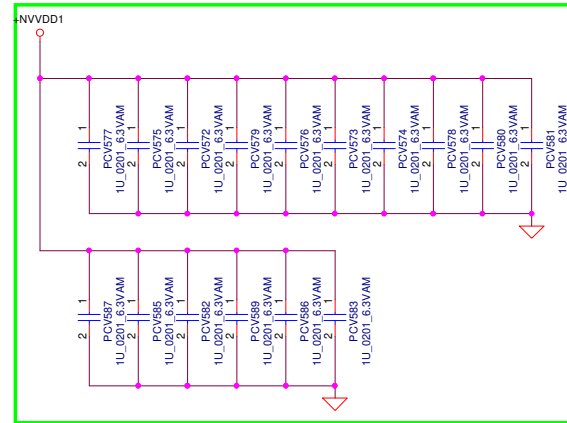 +NVVDD1
2 1
PCV577
1U_0201_6.3VAM
2 1
PCV575
1U_0201_6.3VAM
2 1
PCV572
1U_0201_6.3VAM
2 1
PCV579
1U_0201_6.3VAM
2 1
PCV576
1U_0201_6.3VAM
2 1
PCV573
1U_0201_6.3VAM
2 1
PCV574
1U_0201_6.3VAM
2 1
PCV578
1U_0201_6.3VAM
2 1
PCV580
1U_0201_6.3VAM
2 1
PCV581
1U_0201_6.3VAM
2 1
PCV587
1U_0201_6.3VAM
2 1
PCV585
1U_0201_6.3VAM
2 1
PCV582
1U_0201_6.3VAM
2 1
PCV589
1U_0201_6.3VAM
2 1
PCV586
1U_0201_6.3VAM
2 1
PCV583
1U_0201_6.3VAM